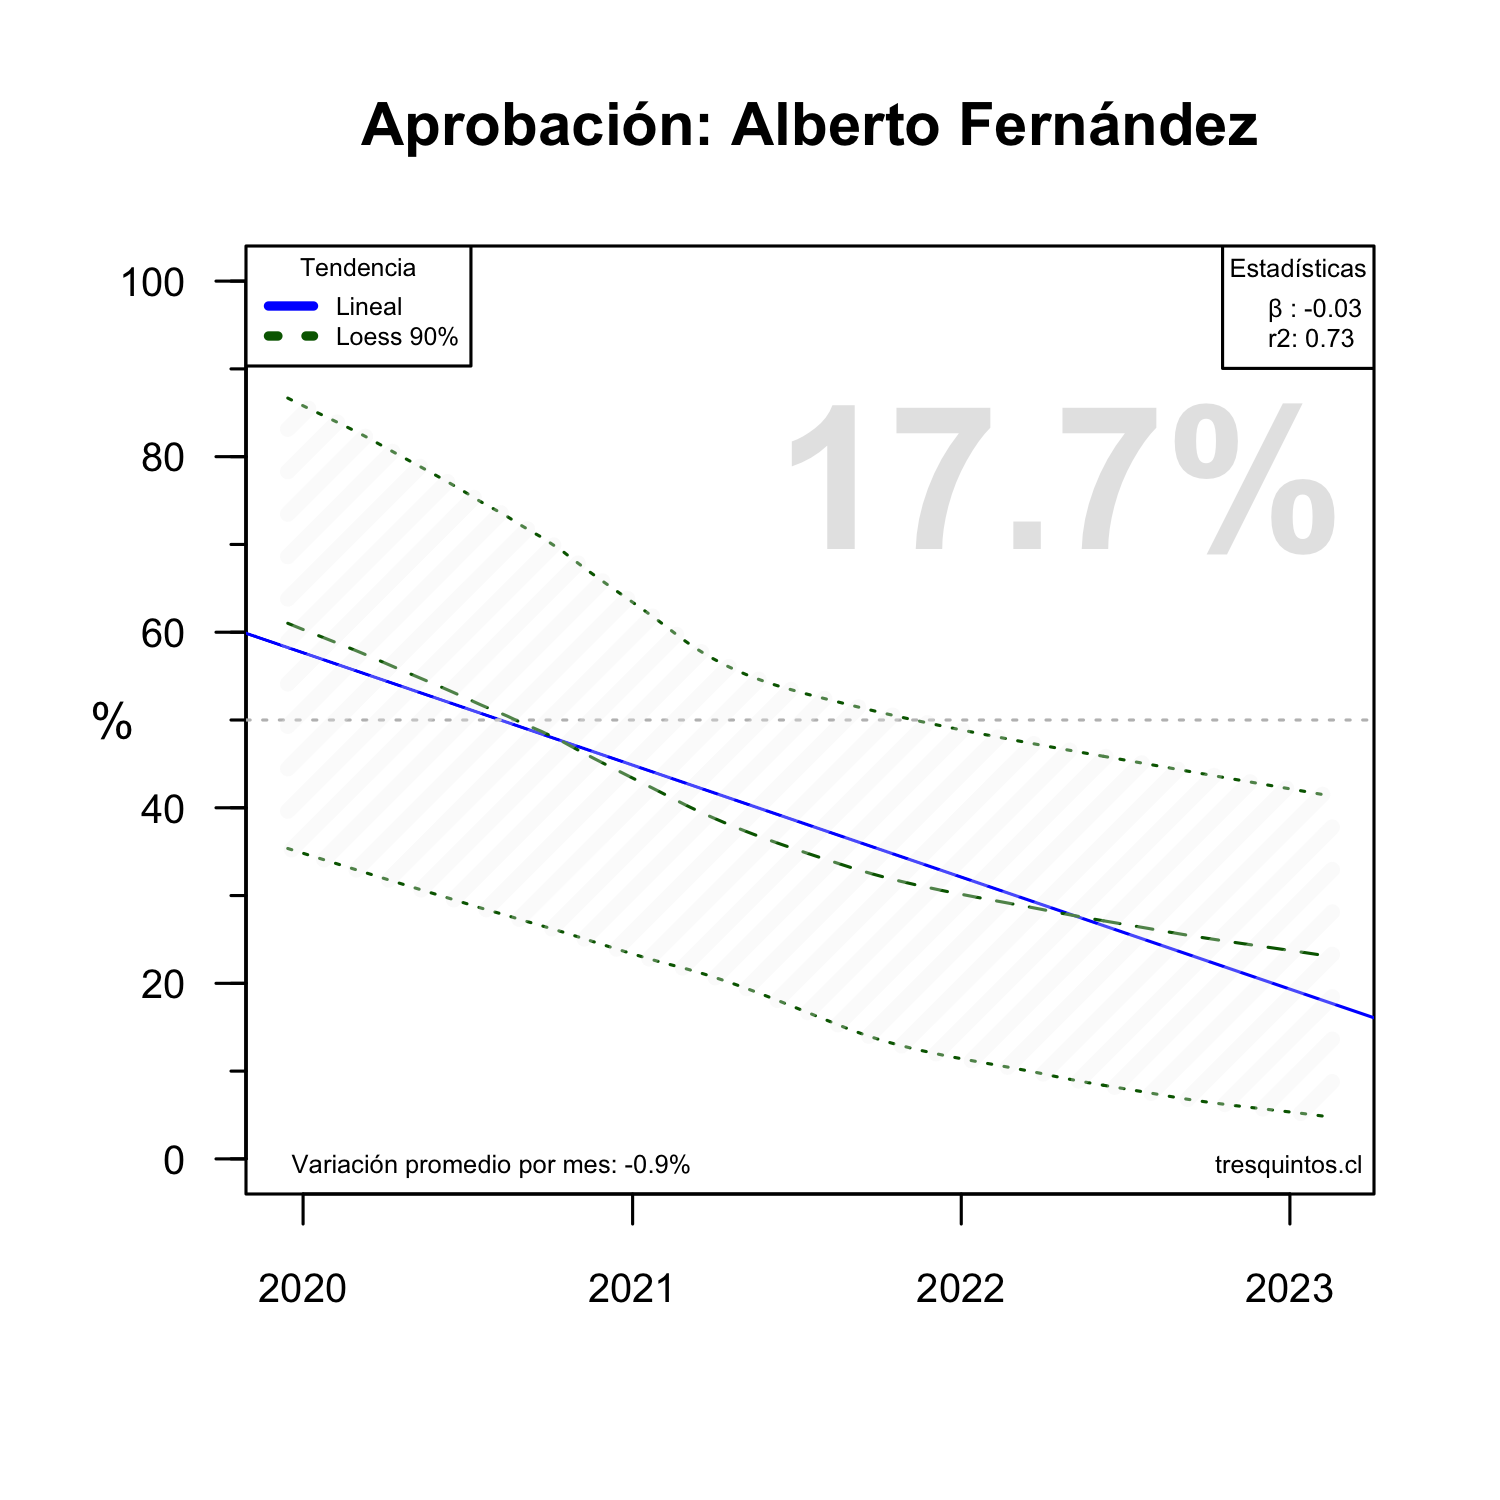 Aprobación: Alberto Fernández
Tendencia
Lineal
Loess 90%
Estadísticas
β : -0.03
r2: 0.73
17.7%
100
80
60
%
40
20
0
Variación promedio por mes: -0.9%
tresquintos.cl
2020 2021 2022 2023